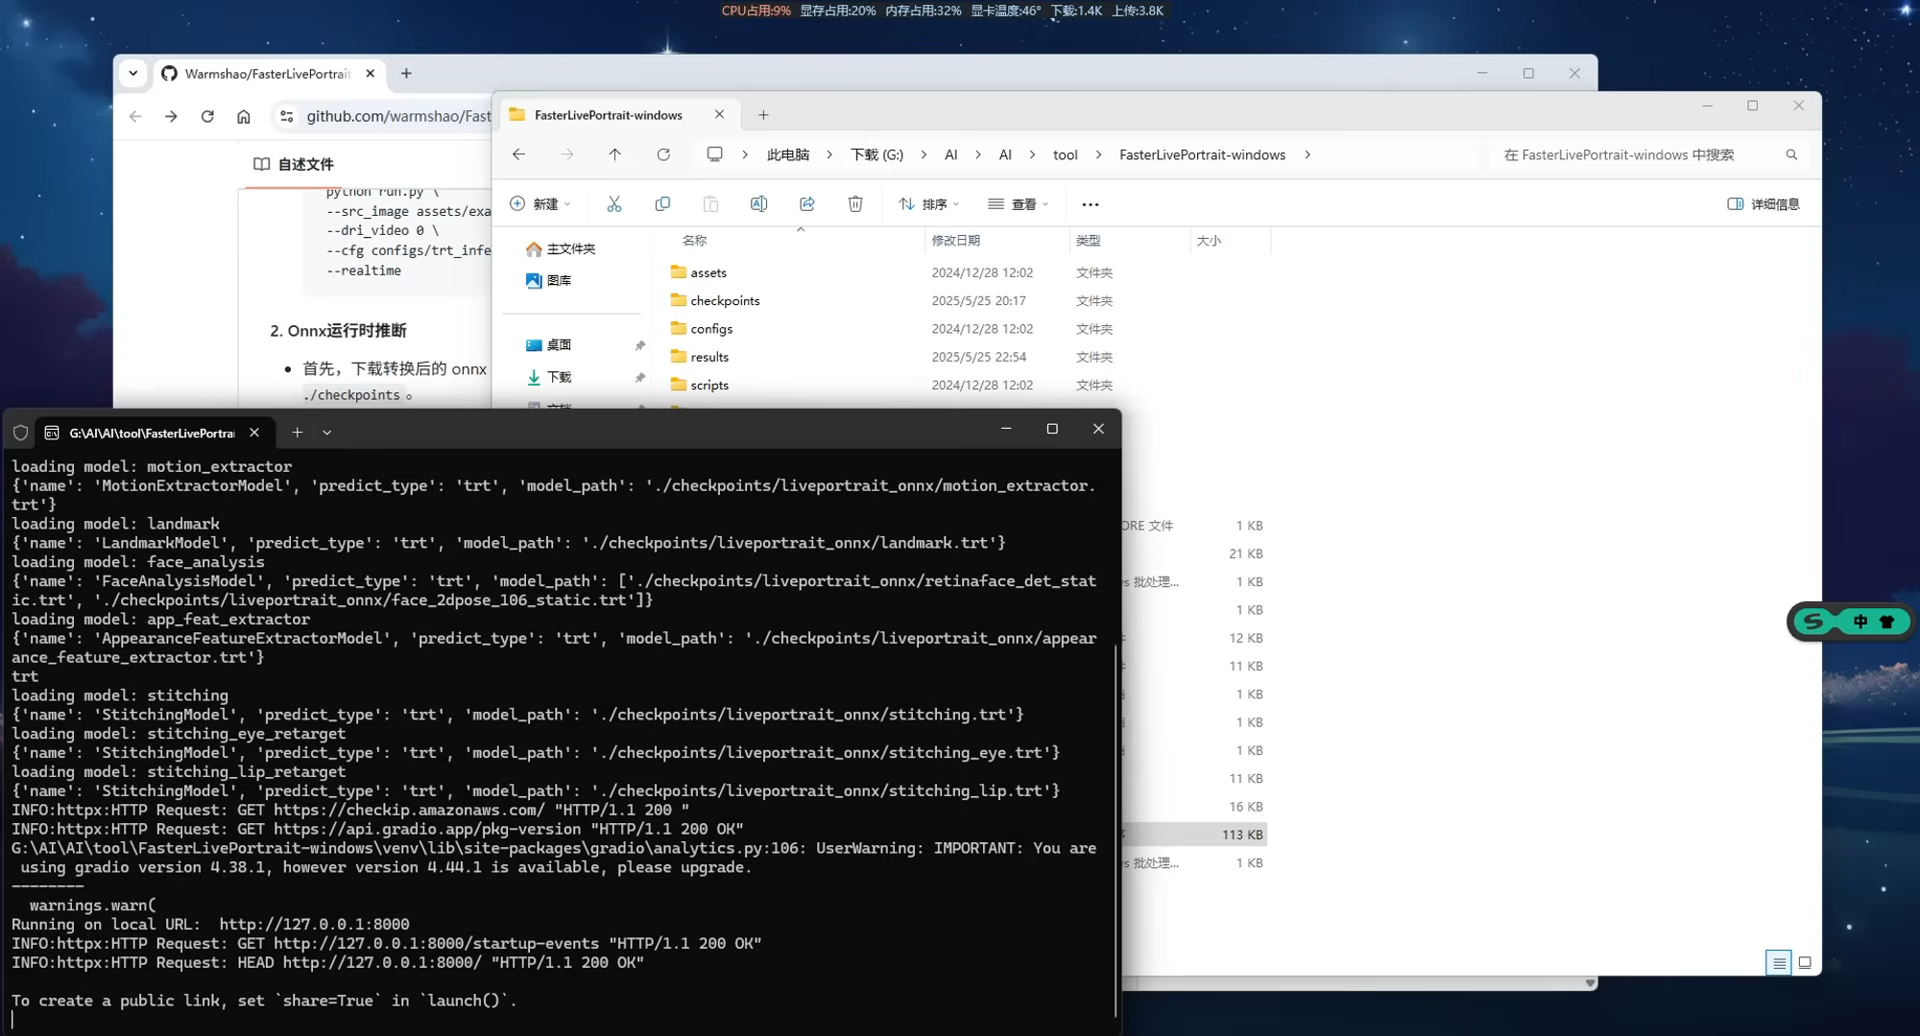 CPU占用:9% 显存占用:20% 内存占用:32% 显卡温度:46° 下载:1.4K 上传:3.8K
Warmshao/FasterLivePortrait
github.com/warmshao/Fast
自述文件
python run.py \
--src_image assets/exa
--dri_video 0 \
--cfg configs/trt_infe
--realtime
2. Onnx运行时推断
首先，下载转换后的 onnx
./checkpoints 。
FasterLivePortrait-windows
此电脑 下载 (G:) AI AI tool FasterLivePortrait-windows
在 FasterLivePortrait-windows 中搜索
新建 排序 查看 详细信息
主文件夹
图库
桌面
下载
名称 修改日期 类型 大小
assets 2024/12/28 12:02 文件夹
checkpoints 2025/5/25 20:17 文件夹
configs 2024/12/28 12:02 文件夹
results 2025/5/25 22:54 文件夹
scripts 2024/12/28 12:02 文件夹
ORE 文件 1 KB
21 KB
批处理... 1 KB
1 KB
12 KB
11 KB
1 KB
1 KB
1 KB
11 KB
16 KB
113 KB
批处理... 1 KB
G:\AI\AI\tool\FasterLivePortrai
loading model: motion_extractor
{'name': 'MotionExtractorModel', 'predict_type': 'trt', 'model_path': './checkpoints/liveportrait_onnx/motion_extractor.
trt'}
loading model: landmark
{'name': 'LandmarkModel', 'predict_type': 'trt', 'model_path': './checkpoints/liveportrait_onnx/landmark.trt'}
loading model: face_analysis
{'name': 'FaceAnalysisModel', 'predict_type': 'trt', 'model_path': ['./checkpoints/liveportrait_onnx/retinaface_det_stat
ic.trt', './checkpoints/liveportrait_onnx/face_2dpose_106_static.trt']}
loading model: app_feat_extractor
{'name': 'AppearanceFeatureExtractorModel', 'predict_type': 'trt', 'model_path': './checkpoints/liveportrait_onnx/appear
ance_feature_extractor.trt'}
trt
loading model: stitching
{'name': 'StitchingModel', 'predict_type': 'trt', 'model_path': './checkpoints/liveportrait_onnx/stitching.trt'}
loading model: stitching_eye_retarget
{'name': 'StitchingModel', 'predict_type': 'trt', 'model_path': './checkpoints/liveportrait_onnx/stitching_eye.trt'}
loading model: stitching_lip_retarget
{'name': 'StitchingModel', 'predict_type': 'trt', 'model_path': './checkpoints/liveportrait_onnx/stitching_lip.trt'}
INFO:httpx:HTTP Request: GET https://checkip.amazonaws.com/ "HTTP/1.1 200 "
INFO:httpx:HTTP Request: GET https://api.gradio.app/pkg-version "HTTP/1.1 200 OK"
G:\AI\AI\tool\FasterLivePortrait-windows\venv\lib\site-packages\gradio\analytics.py:106: UserWarning: IMPORTANT: You are
using gradio version 4.38.1, however version 4.44.1 is available, please upgrade.
--------
warnings.warn(
Running on local URL:  http://127.0.0.1:8000
INFO:httpx:HTTP Request: GET http://127.0.0.1:8000/startup-events "HTTP/1.1 200 OK"
INFO:httpx:HTTP Request: HEAD http://127.0.0.1:8000/ "HTTP/1.1 200 OK"
To create a public link, set `share=True` in `launch()`.
S 中